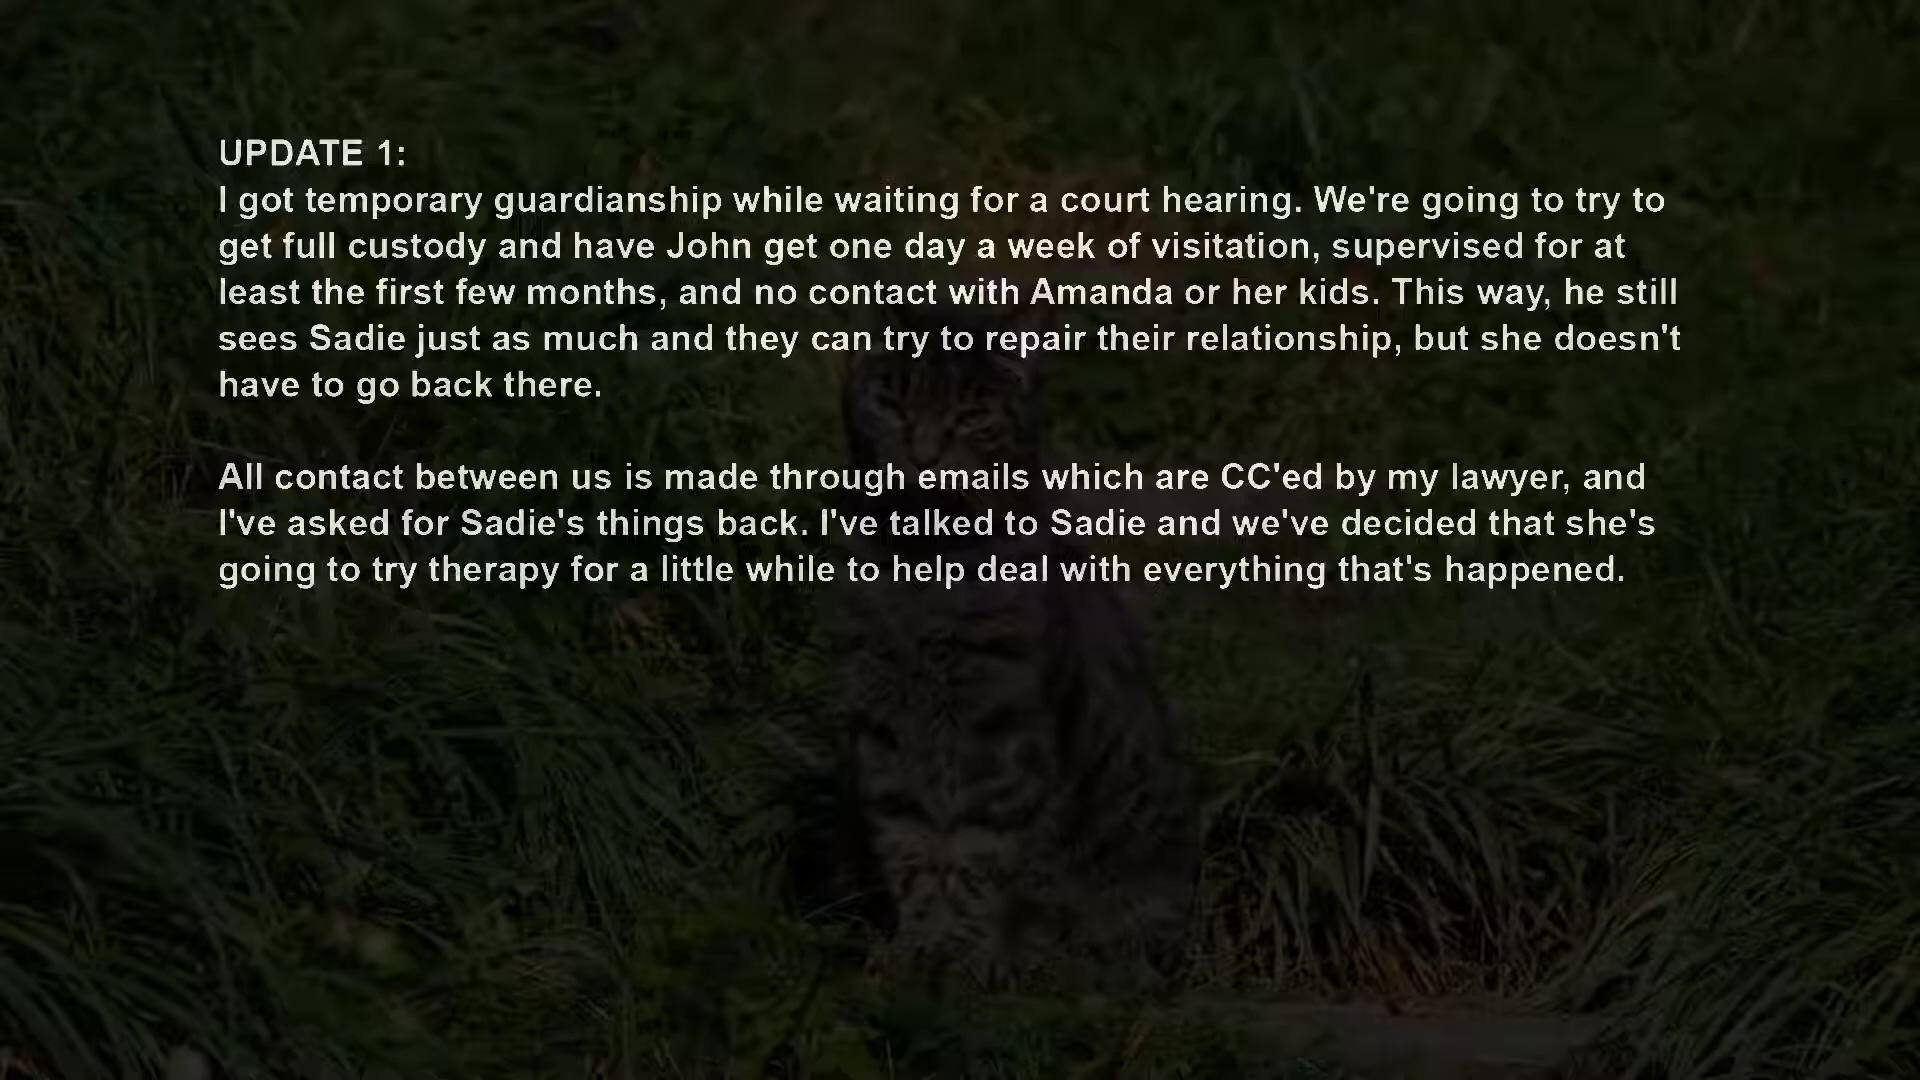 UPDATE 1:
I got temporary guardianship while waiting for a court hearing. We're going to try to
get full custody and have John get one day a week of visitation, supervised for at
least the first few months, and no contact with Amanda or her kids. This way, he still
sees Sadie just as much and they can try to repair their relationship, but she doesn't
have to go back there.
All contact between us is made through emails which are CC'ed by my lawyer, and
I've asked for Sadie's things back. I've talked to Sadie and we've decided that she's
going to try therapy for a little while to help deal with everything that's happened.